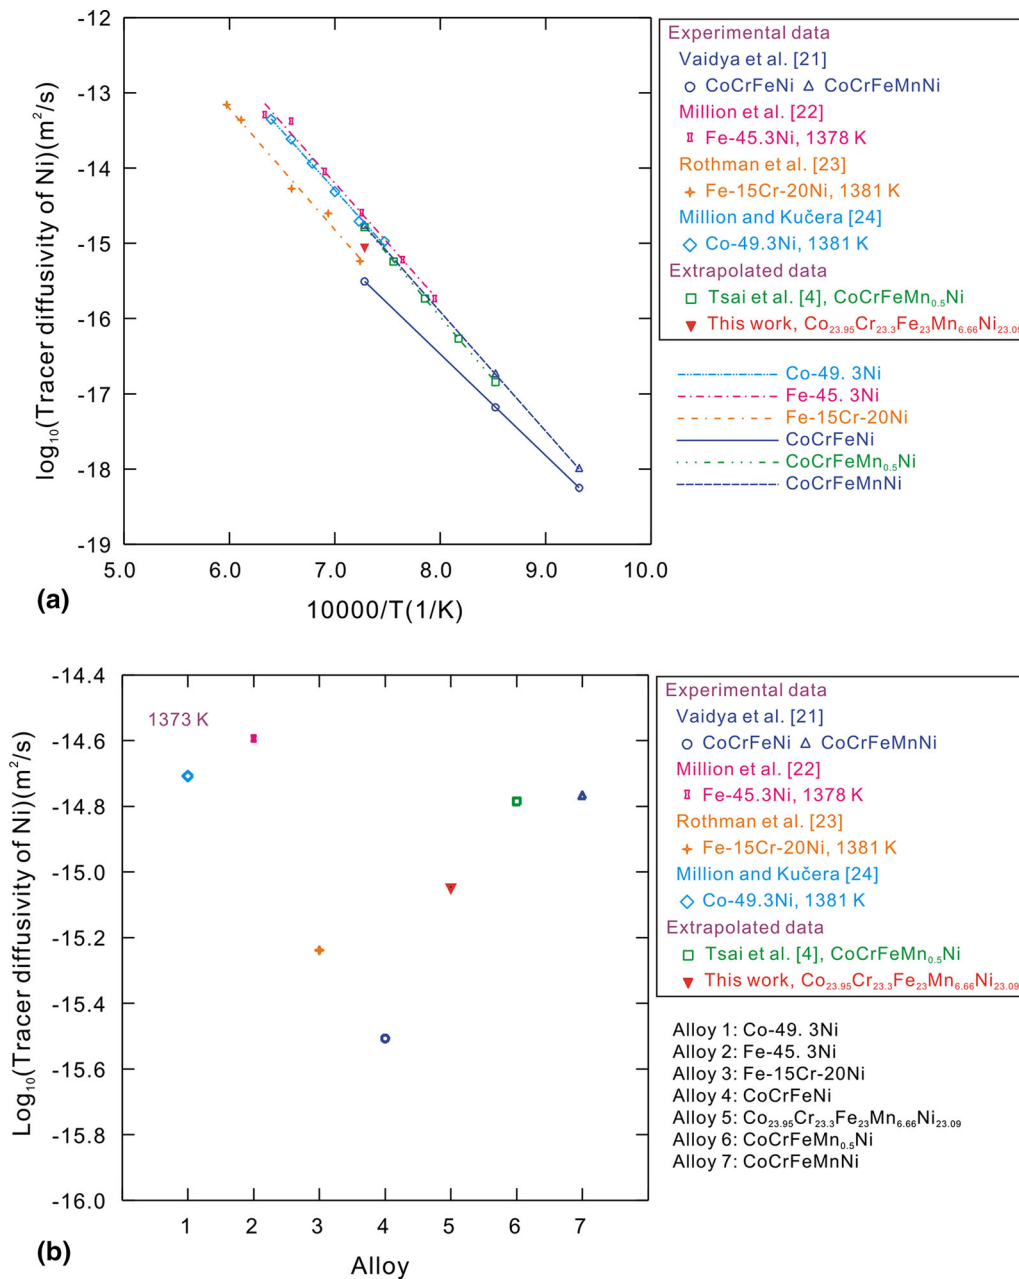 -12
-13
-14
-15
-16
-17
-18
-19
log10(Tracer diffusivity of Ni)(m2/s)
5.0 6.0 7.0 8.0 9.0 10.0
10000/T(1/K)
(a)
Experimental data
Vaidya et al. [21]
CoCrFeNi CoCrFeMnNi
Million et al. [22]
Fe-45.3Ni, 1378 K
Rothman et al. [23]
Fe-15Cr-20Ni, 1381 K
Million and Kučera [24]
Co-49.3Ni, 1381 K
Extrapolated data
Tsai et al. [4], CoCrFeMn0.5Ni
This work, Co23.95Cr23.3Fe23Mn6.66Ni23.09
Co-49. 3Ni
Fe-45. 3Ni
Fe-15Cr-20Ni
CoCrFeNi
CoCrFeMn0.5Ni
CoCrFeMnNi
-14.4
-14.6
-14.8
-15.0
-15.2
-15.4
-15.6
-15.8
-16.0
Log10(Tracer diffusivity of Ni)(m2/s)
1373 K
1 2 3 4 5 6 7
Alloy
(b)
Experimental data
Vaidya et al. [21]
CoCrFeNi CoCrFeMnNi
Million et al. [22]
Fe-45.3Ni, 1378 K
Rothman et al. [23]
Fe-15Cr-20Ni, 1381 K
Million and Kučera [24]
Co-49.3Ni, 1381 K
Extrapolated data
Tsai et al. [4], CoCrFeMn0.5Ni
This work, Co23.95Cr23.3Fe23Mn6.66Ni23.09
Alloy 1: Co-49. 3Ni
Alloy 2: Fe-45. 3Ni
Alloy 3: Fe-15Cr-20Ni
Alloy 4: CoCrFeNi
Alloy 5: Co23.95Cr23.3Fe23Mn6.66Ni23.09
Alloy 6: CoCrFeMn0.5Ni
Alloy 7: CoCrFeMnNi